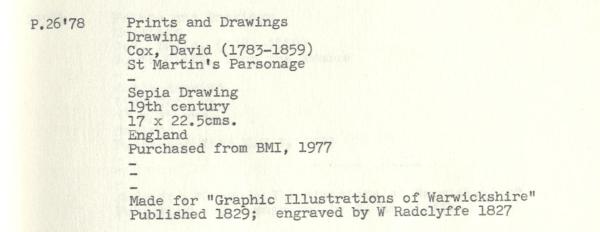 P.26'78 Prints and Drawings
Drawing
Cox, David (1783-1859)
St Martin's Parsonage
-
Sepia Drawing
19th century
17 x 22.5cms.
England
Purchased from BMI, 1977
-
-
-
Made for "Graphic Illustrations of Warwickshire"
Published 1829; engraved by W Radclyffe 1827